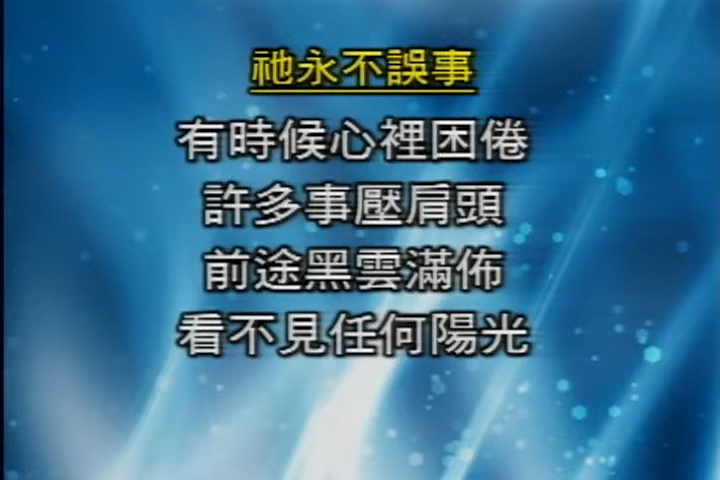 祂永不誤事
有時候心裡困倦
許多事壓肩頭
前途黑雲滿佈
看不見任何陽光